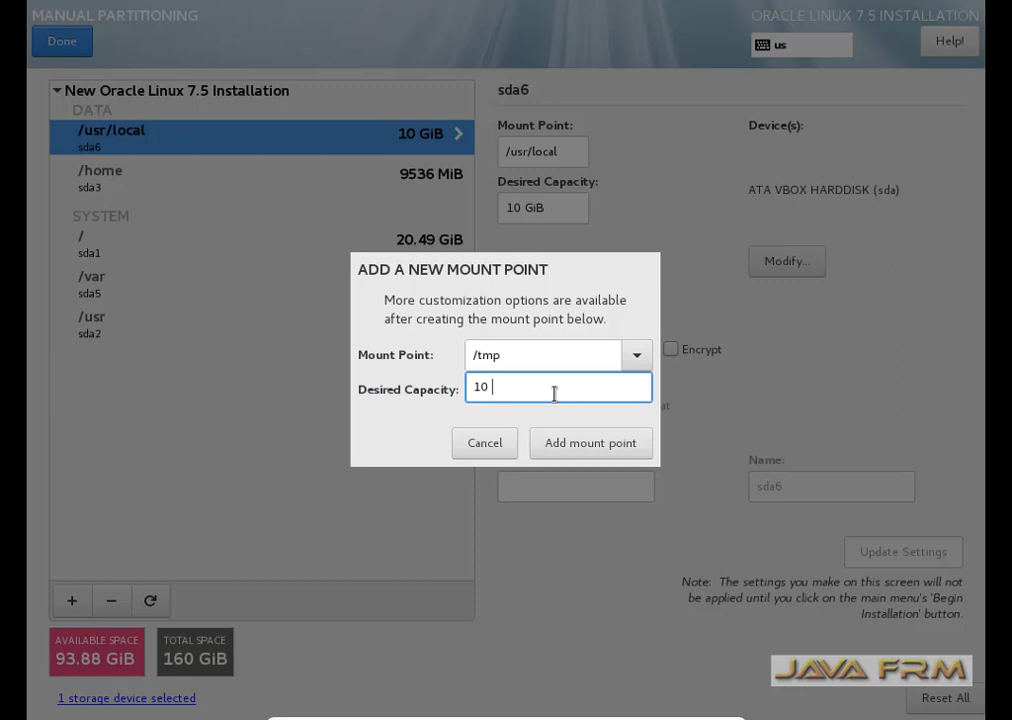 MANUAL PARTITIONING
ORACLE LINUX 7.5 INSTALLATION
Done
us
Help!
New Oracle Linux 7.5 Installation
DATA
/usr/local
10 GiB
sda6
/home
9536 MiB
sda3
SYSTEM
/
20.49 GiB
sda1
/var
sda5
/usr
sda2
sda6
Mount Point:
Device(s):
/usr/local
Desired Capacity:
10 GiB
ATA VBOX HARDDISK (sda)
Modify...
ADD A NEW MOUNT POINT
More customization options are available
after creating the mount point below.
Mount Point:
/tmp
Desired Capacity:
10
Cancel
Add mount point
Encrypt
Name:
sda6
Update Settings
Note: The settings you make on this screen will not
be applied until you click on the main menu's 'Begin
Installation' button.
+
−
AVAILABLE SPACE
93.88 GiB
TOTAL SPACE
160 GiB
1 storage device selected
JAVA FRM
Reset All